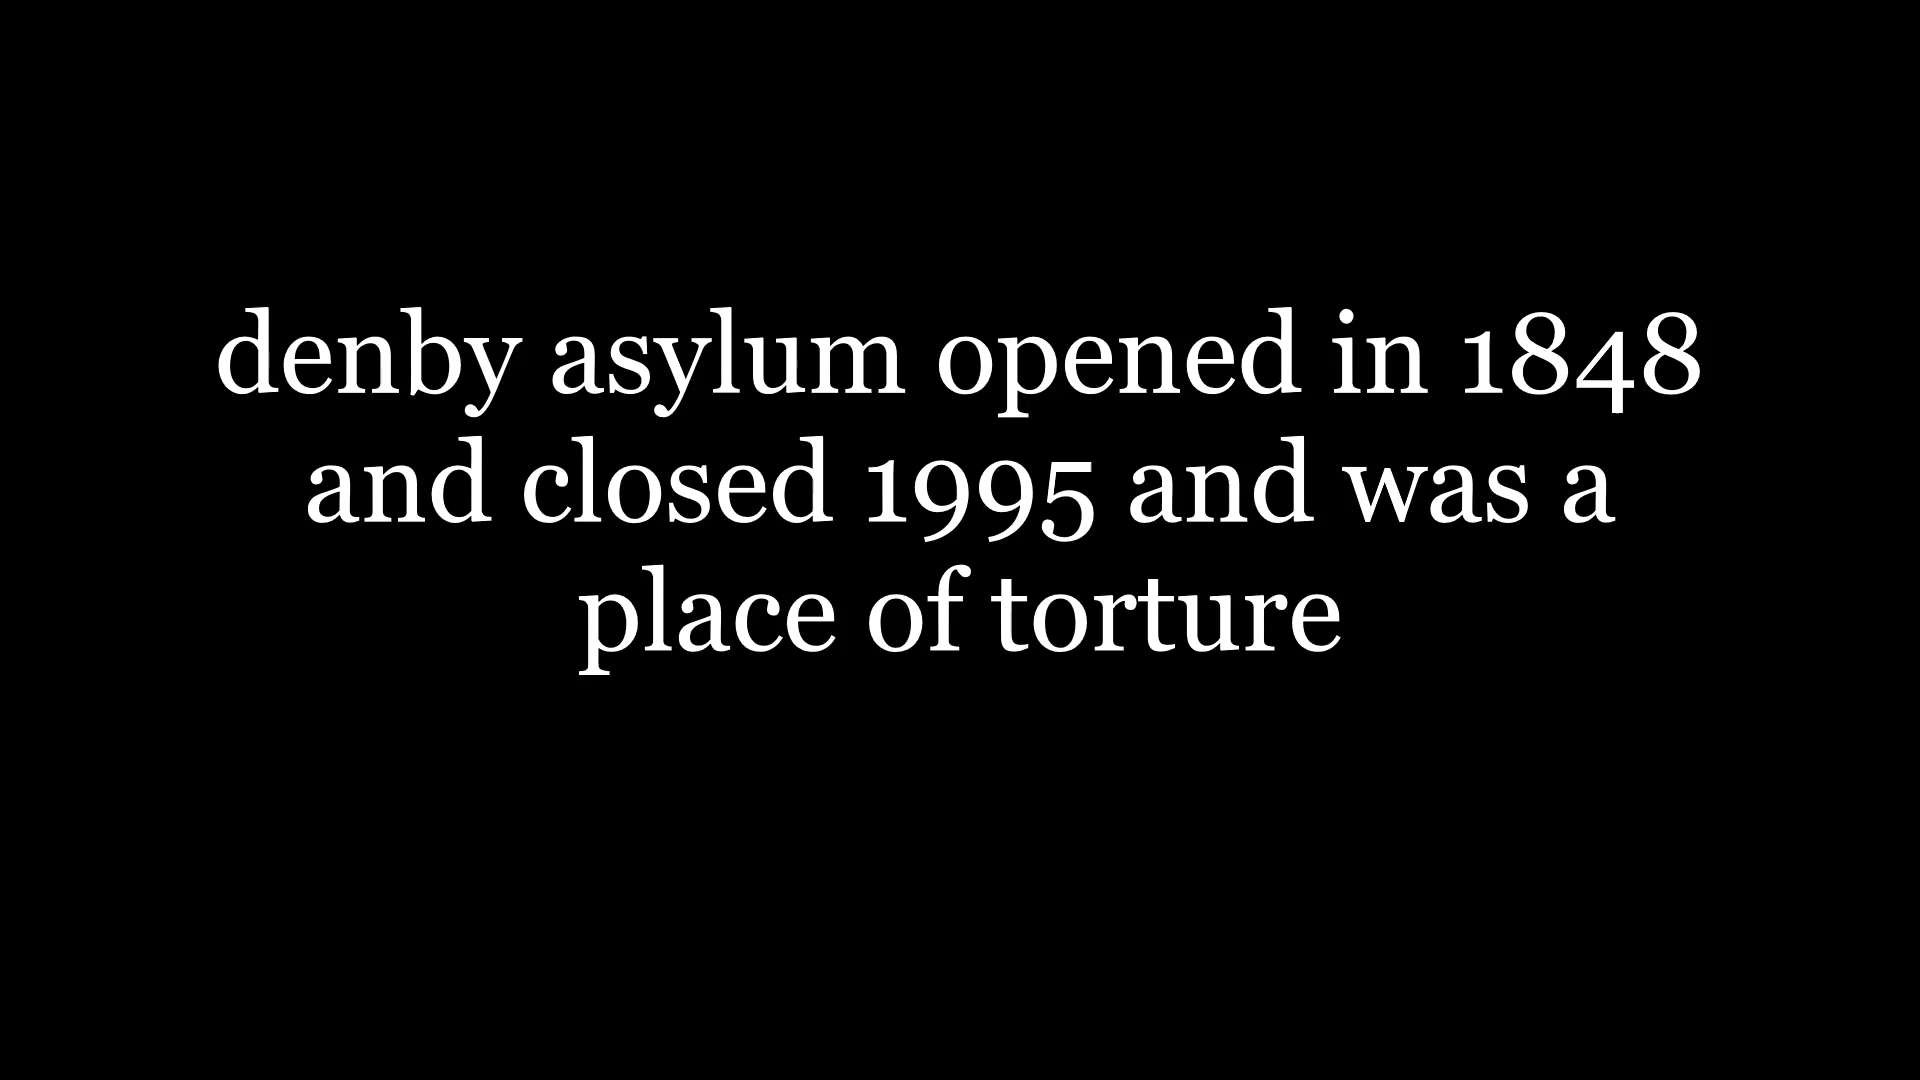 denby asylum opened in 1848
and closed 1995 and was a
place of torture